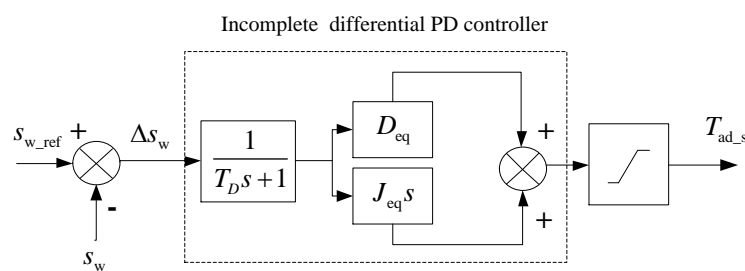 Incomplete differential PD controller
s_w_ref
+
Δs_w
-
s_w
1
T_D s + 1
D_eq
J_eq s
+
+
T_ad_s